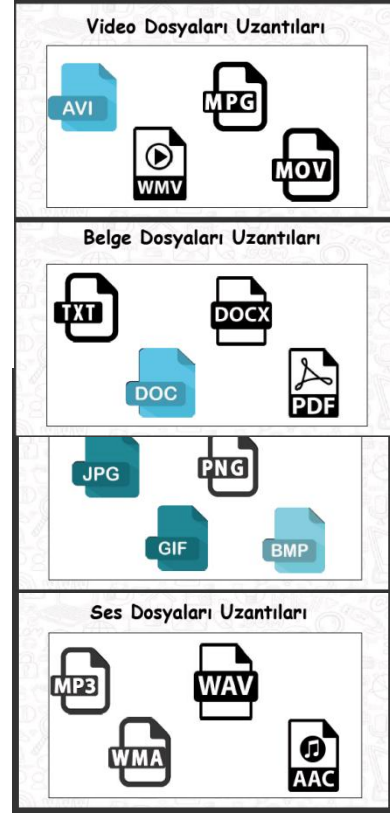 Video Dosyaları Uzantıları
AVI
MPG
WMV
MOV
Belge Dosyaları Uzantıları
TXT
DOCX
DOC
PDF
JPG
PNG
GIF
BMP
Ses Dosyaları Uzantıları
MP3
WAV
WMA
AAC